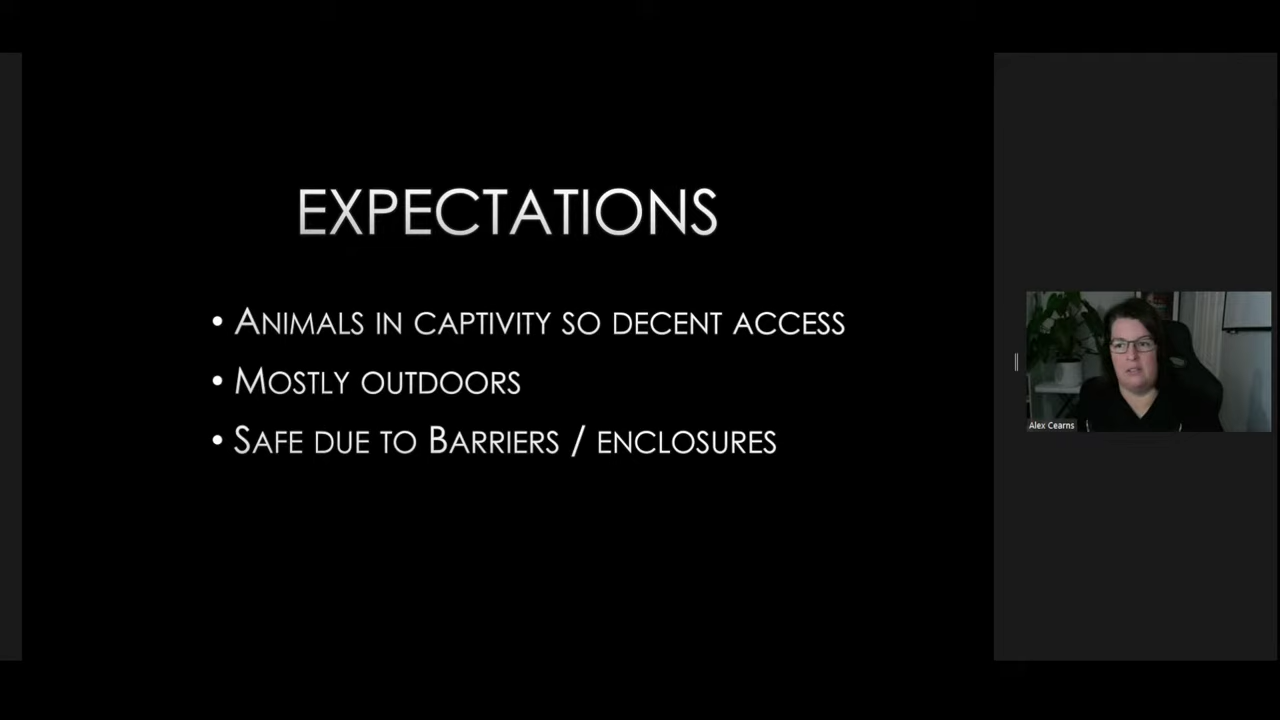 EXPECTATIONS
• ANIMALS IN CAPTIVITY SO DECENT ACCESS
• MOSTLY OUTDOORS
• SAFE DUE TO BARRIERS / ENCLOSURES
Alex Cearns